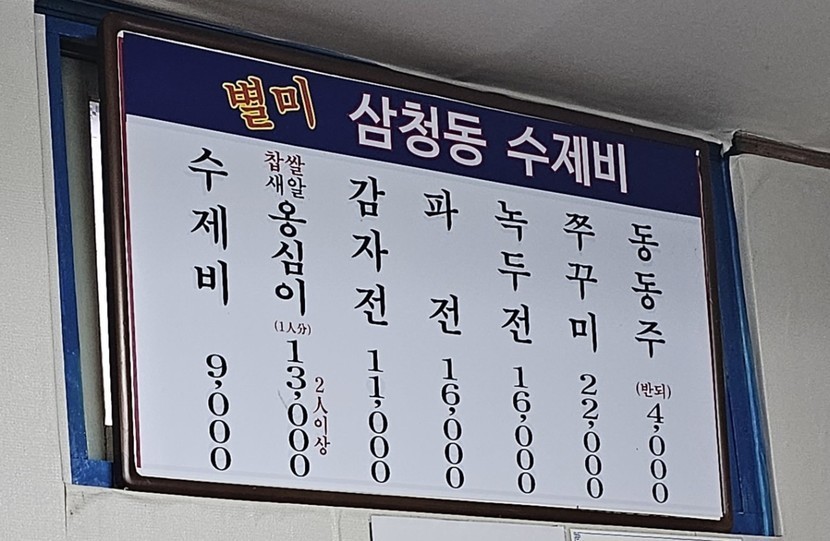 별미 삼청동 수제비
수제비 9,000
찹쌀
새알
옹심이 (1人分) 13,000 2人이상
감자전 11,000
파전 16,000
녹두전 16,000
쭈꾸미 22,000
동동주 (반되) 4,000